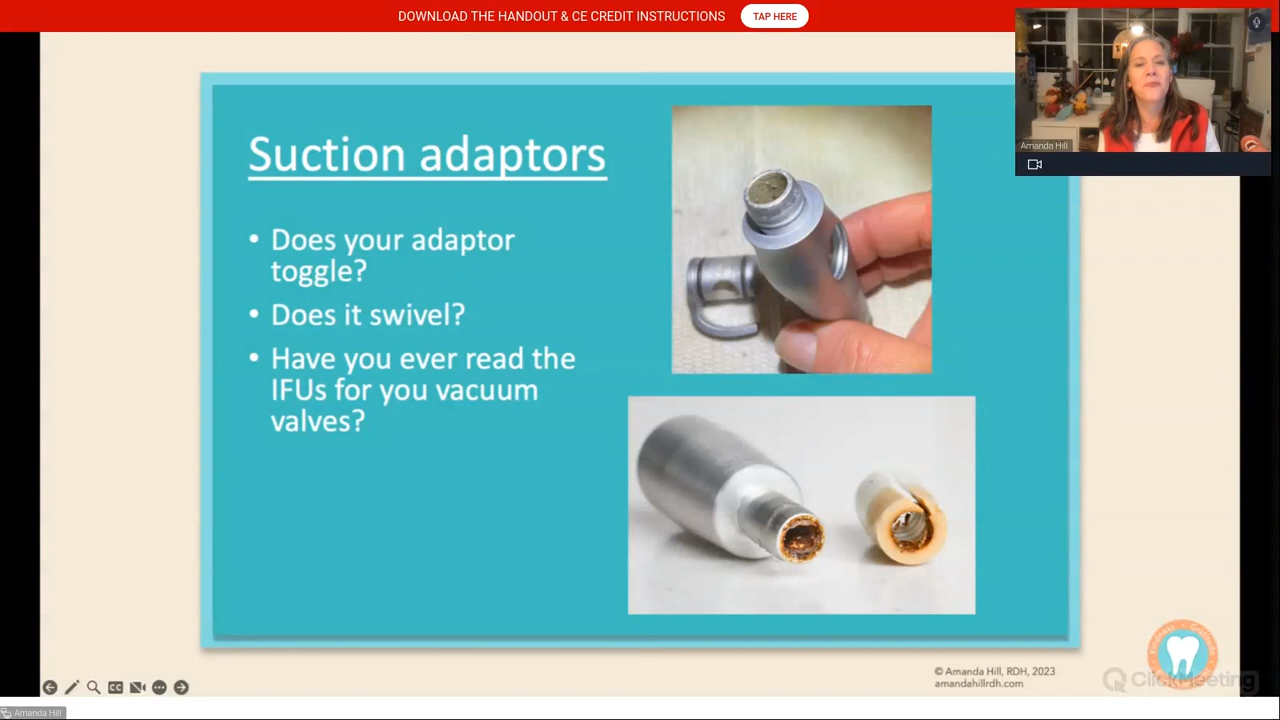 DOWNLOAD THE HANDOUT & CE CREDIT INSTRUCTIONS
TAP HERE
Amanda Hill
Suction adaptors
• Does your adaptor
toggle?
• Does it swivel?
• Have you ever read the
IFUs for you vacuum
valves?
© Amanda Hill, RDH, 2023
amandahillrdh.com
Gratitude
ClickMeeting
CC
Amanda Hill